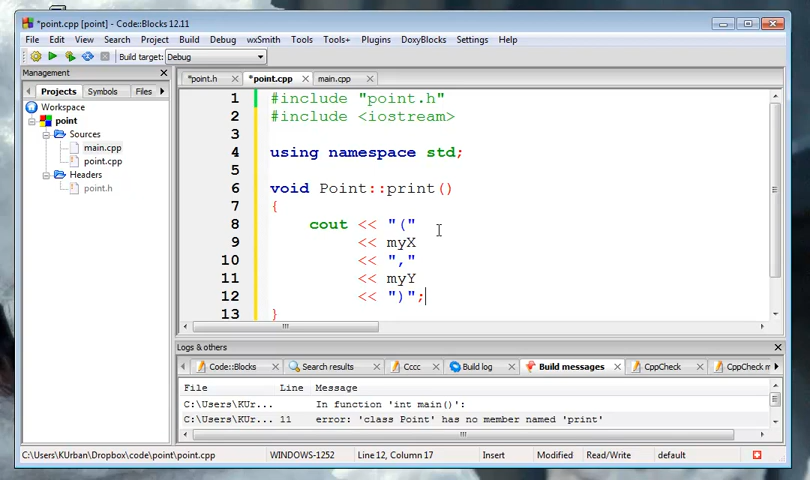 *point.cpp [point] - Code::Blocks 12.11
File Edit View Search Project Build Debug wxSmith Tools Tools+ Plugins DoxyBlocks Settings Help
Build target: Debug
Management
*point.h *point.cpp main.cpp
Projects Symbols Files
Workspace
point
Sources
main.cpp
point.cpp
Headers
point.h
1 #include "point.h"
2 #include <iostream>
3
4 using namespace std;
5
6 void Point::print()
7 {
8 cout << "("
9 << myX
10 << ","
11 << myY
12 << ")";
13 }
Logs & others
Code::Blocks Search results Cccc Build log Build messages CppCheck CppCheck m
File Line Message
C:\Users\KUr... In function 'int main()':
C:\Users\KUr... 11 error: 'class Point' has no member named 'print'
C:\Users\KUrban\Dropbox\code\point\point.cpp WINDOWS-1252 Line 12, Column 17 Insert Modified Read/Write default